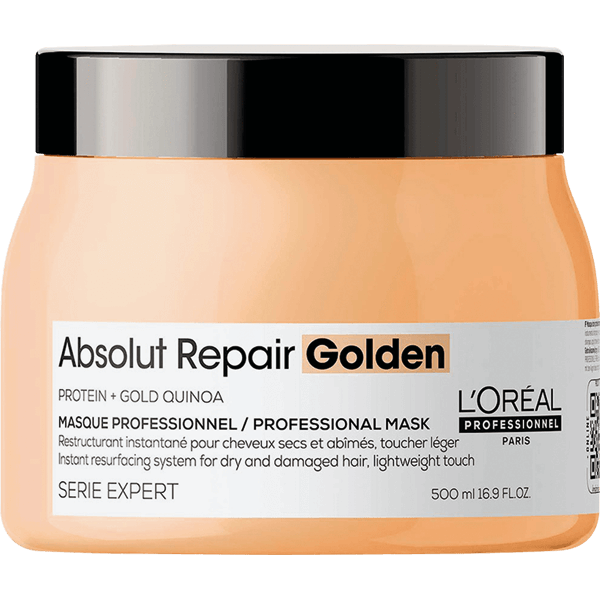 Absolut Repair Golden
PROTEIN + GOLD QUINOA
MASQUE PROFESSIONNEL / PROFESSIONAL MASK
Restructurant instantané pour cheveux secs et abîmés, toucher léger
Instant resurfacing system for dry and damaged hair, lightweight touch
SERIE EXPERT
500 ml 16.9 FL.OZ.
L'ORÉAL
PROFESSIONNEL
PARIS
ONLINE